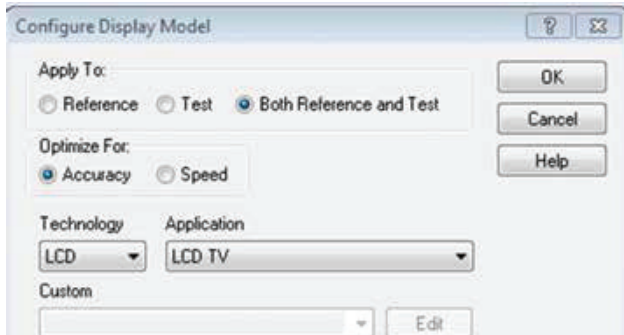 Configure Display Model
Apply To:
Reference Test Both Reference and Test
OK
Cancel
Optimize For:
Accuracy Speed
Help
Technology Application
LCD LCD TV
Custom
Edit